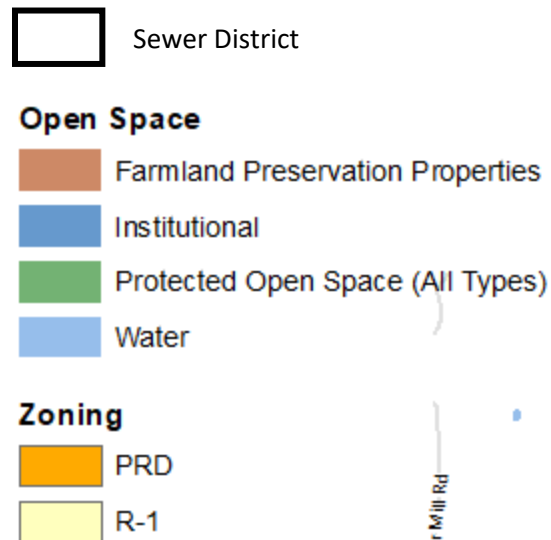 Sewer District
Open Space
Farmland Preservation Properties
Institutional
Protected Open Space (All Types)
Water
Zoning
PRD
R-1
r Mill Rd